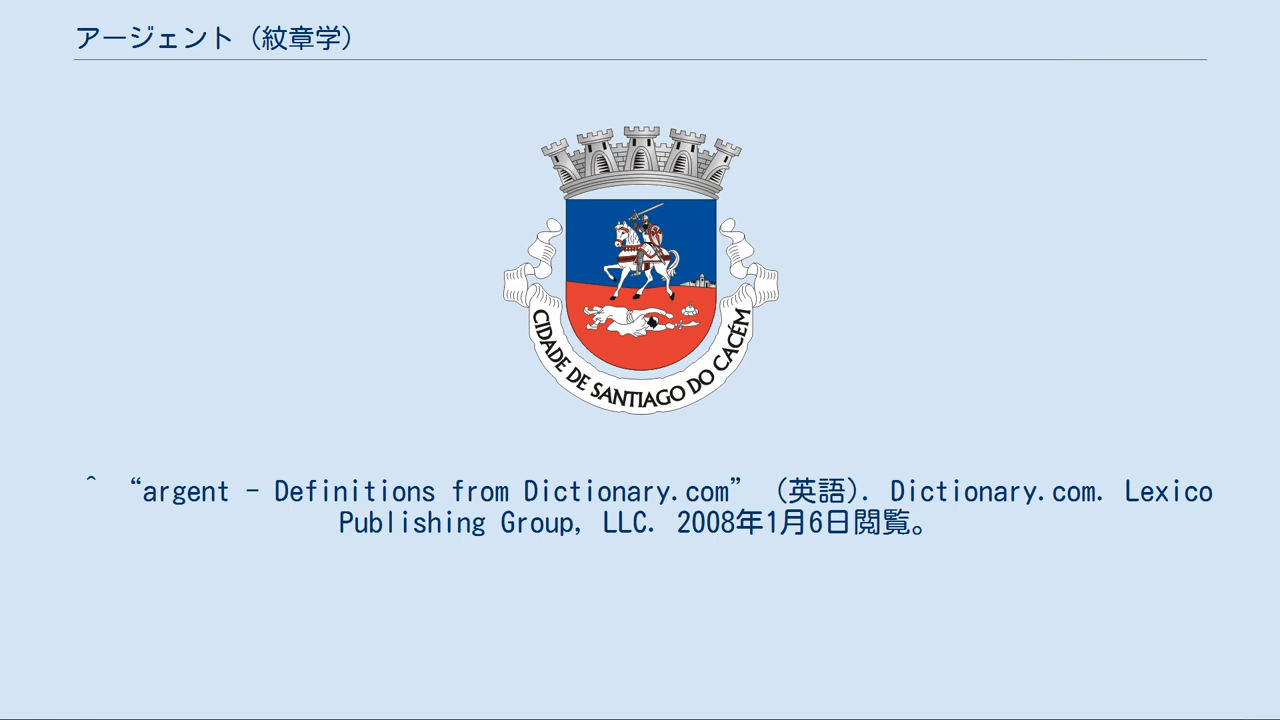 アージェント（紋章学）
CIDADE DE SANTIAGO DO CACÉM
^ “argent - Definitions from Dictionary.com” （英語）. Dictionary.com. Lexico
Publishing Group, LLC. 2008年1月6日閲覧。